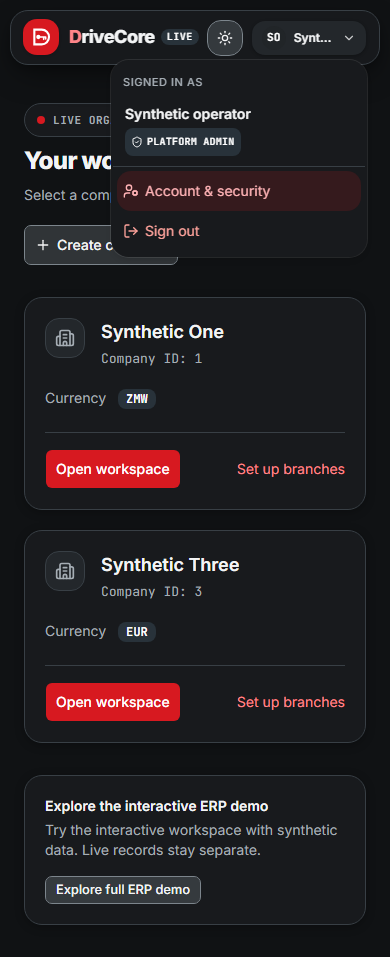 DriveCore LIVE SO Synt...
SIGNED IN AS
Synthetic operator
PLATFORM ADMIN
Account & security
Sign out
LIVE ORG
Your wo
Select a com
Create c
Synthetic One
Company ID: 1
Currency ZMW
Open workspace Set up branches
Synthetic Three
Company ID: 3
Currency EUR
Open workspace Set up branches
Explore the interactive ERP demo
Try the interactive workspace with synthetic
data. Live records stay separate.
Explore full ERP demo